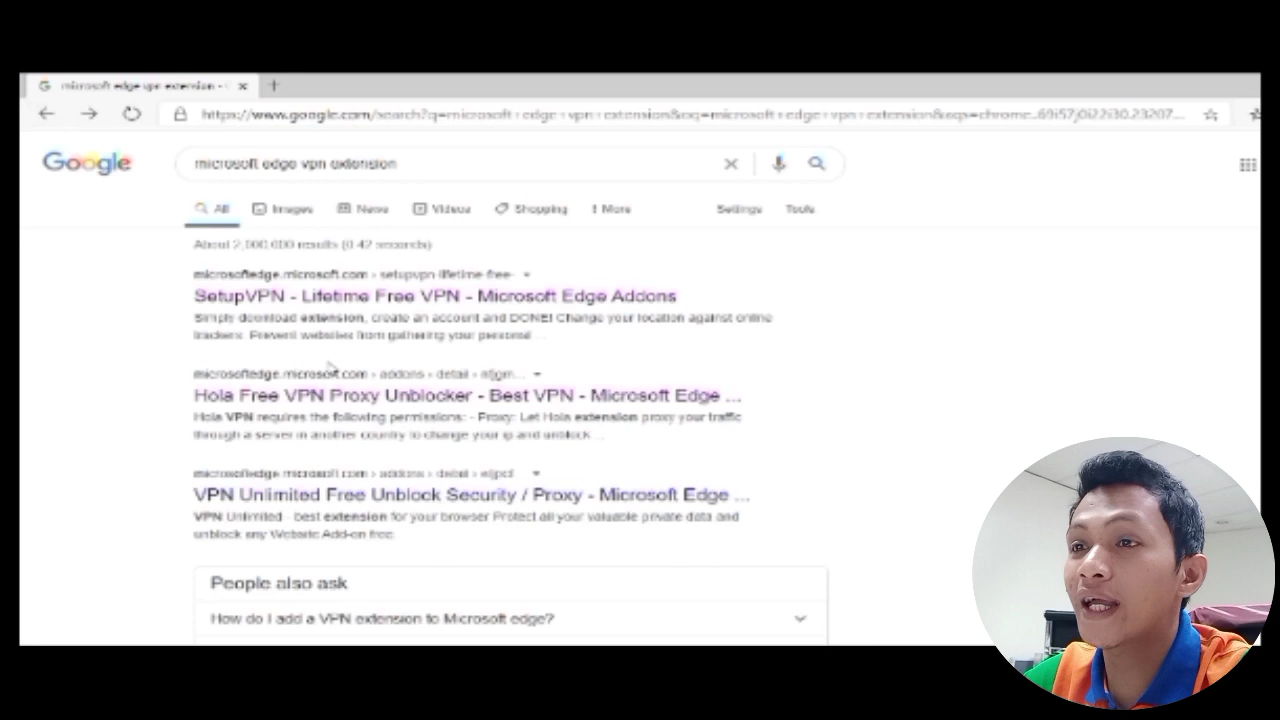 microsoft edge vpn extension -
https://www.google.com/search?q=microsoft+edge+vpn+extension&oq=microsoft+edge+vpn+extension&aqs=chrome..69i57j0i22i30.23207...
Google
microsoft edge vpn extension
All Images News Videos Shopping More Settings Tools
About 2,000,000 results (0.42 seconds)
microsoftedge.microsoft.com › setupvpn-lifetime-free-
SetupVPN - Lifetime Free VPN - Microsoft Edge Addons
Simply download extension, create an account and DONE! Change your location against online
trackers. Prevent websites from gathering your personal ...
microsoftedge.microsoft.com › addons › detail
Hola Free VPN Proxy Unblocker - Best VPN - Microsoft Edge ...
Hola VPN requires the following permissions: - Proxy: Let Hola extension proxy your traffic
through a server in another country to change your ip and unblock ...
microsoftedge.microsoft.com › addons › detail
VPN Unlimited Free Unblock Security / Proxy - Microsoft Edge ...
VPN Unlimited - best extension for your browser Protect all your valuable private data and
unblock any Website Add-on free.
People also ask
How do I add a VPN extension to Microsoft edge?